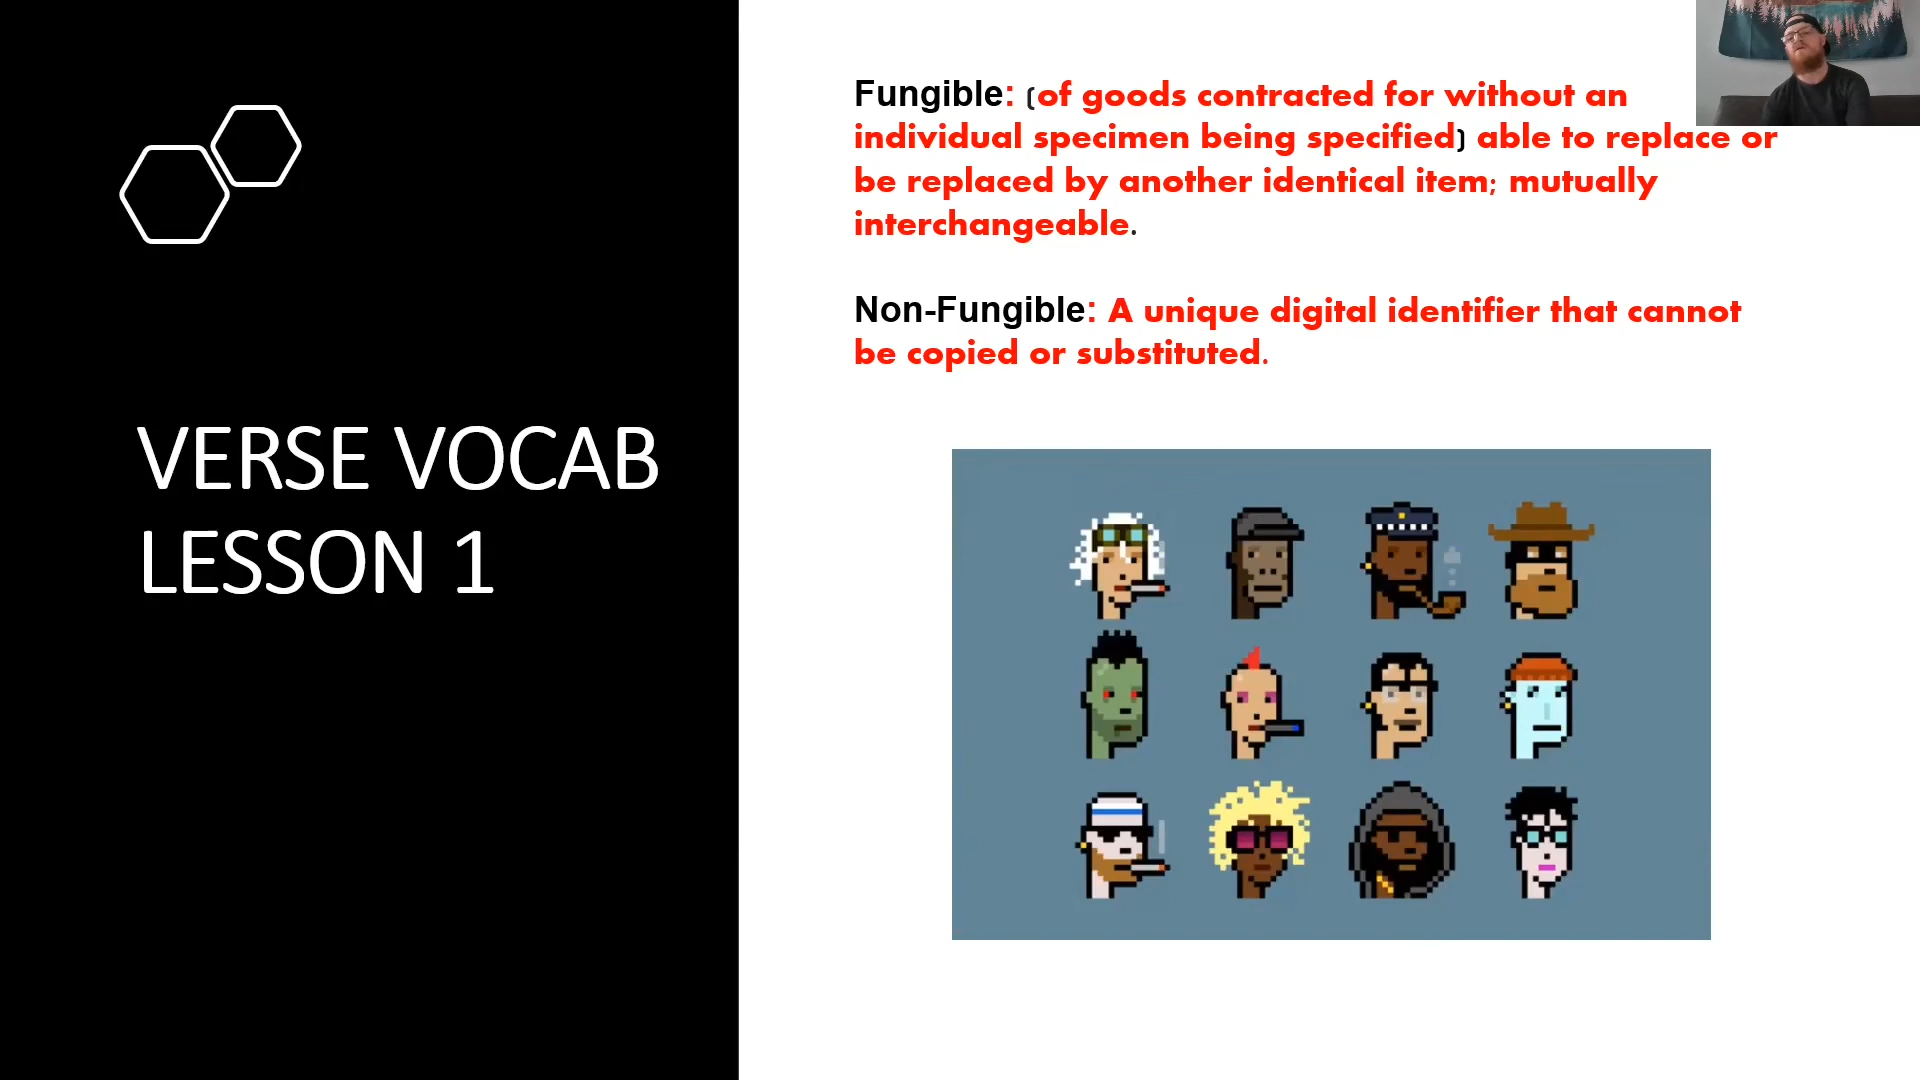 VERSE VOCAB
LESSON 1
Fungible: (of goods contracted for without an
individual specimen being specified) able to replace or
be replaced by another identical item; mutually
interchangeable.
Non-Fungible: A unique digital identifier that cannot
be copied or substituted.